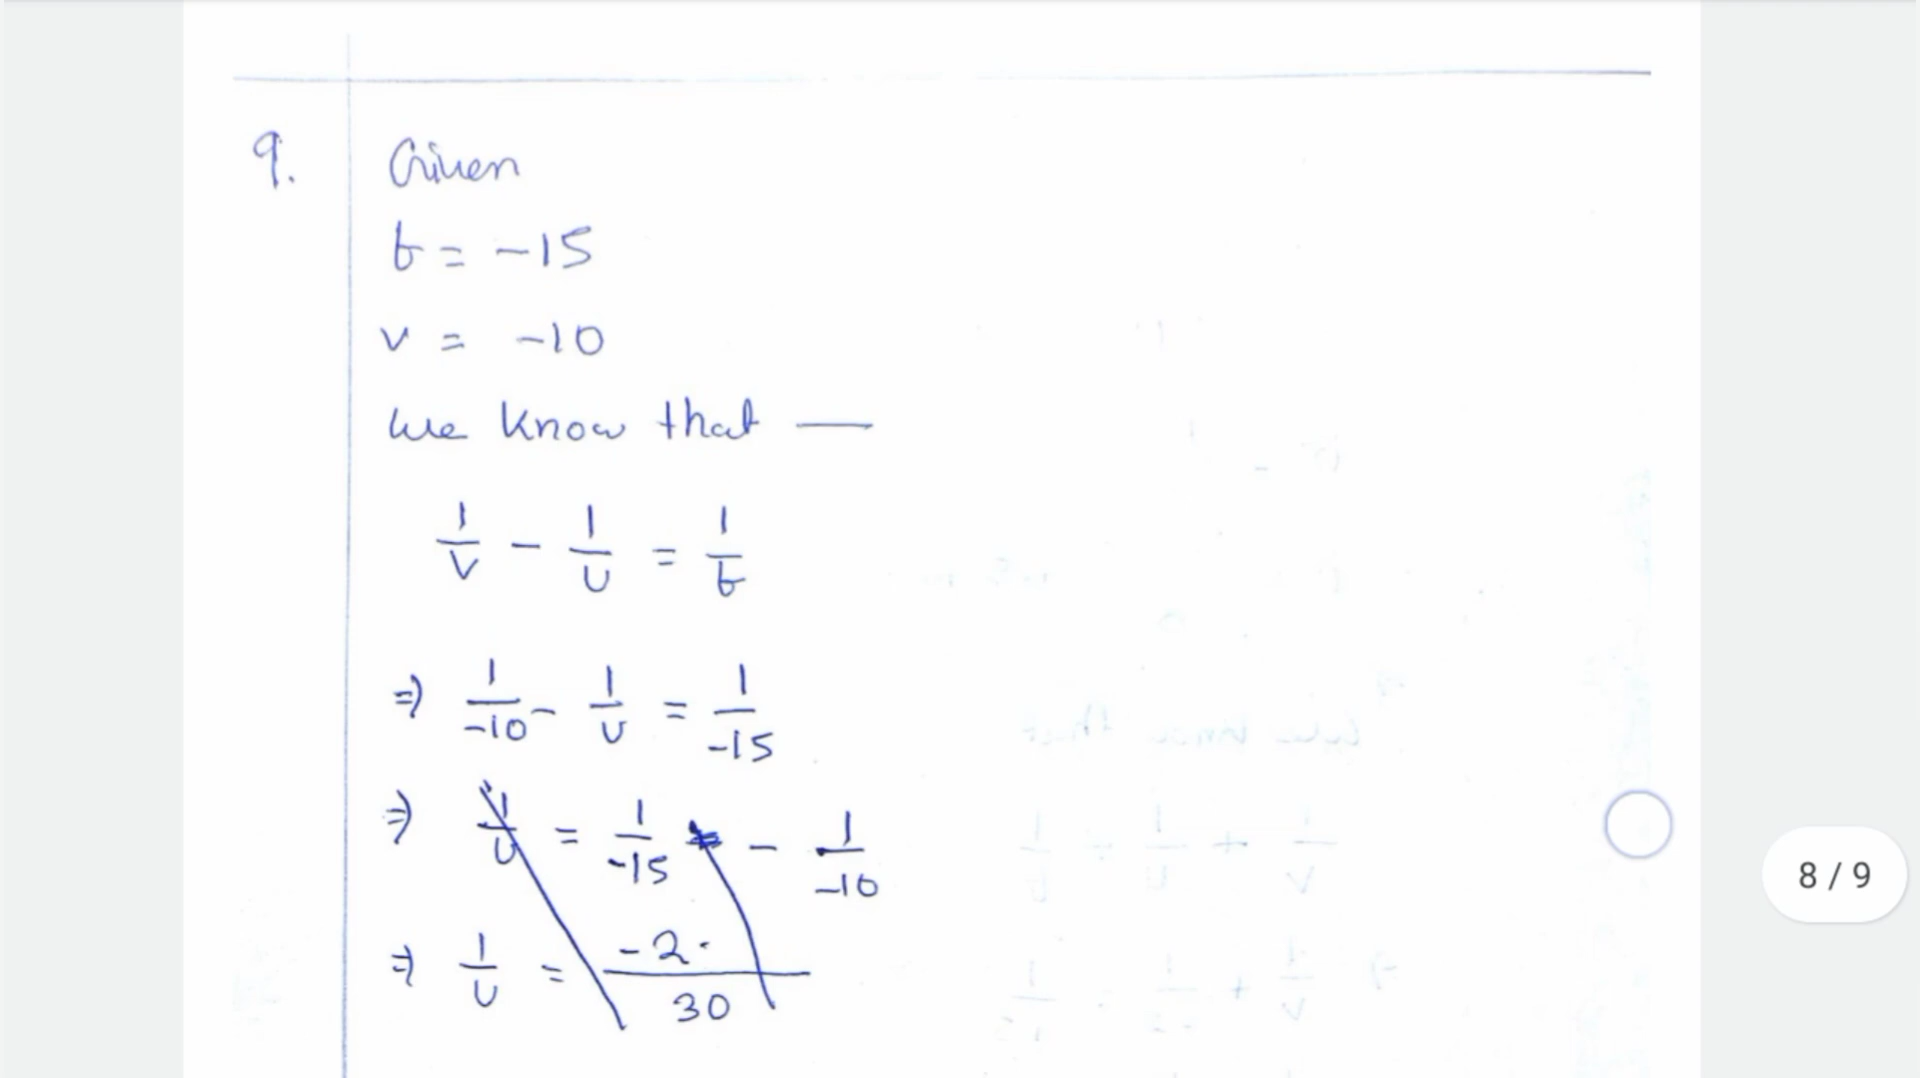 9. Given
f = -15
v = -10
We know that —
1/v - 1/u = 1/f
⇒ 1/-10 - 1/u = 1/-15
⇒ 1/u = 1/-15 - 1/-10
⇒ 1/u = -2. / 30
8 / 9